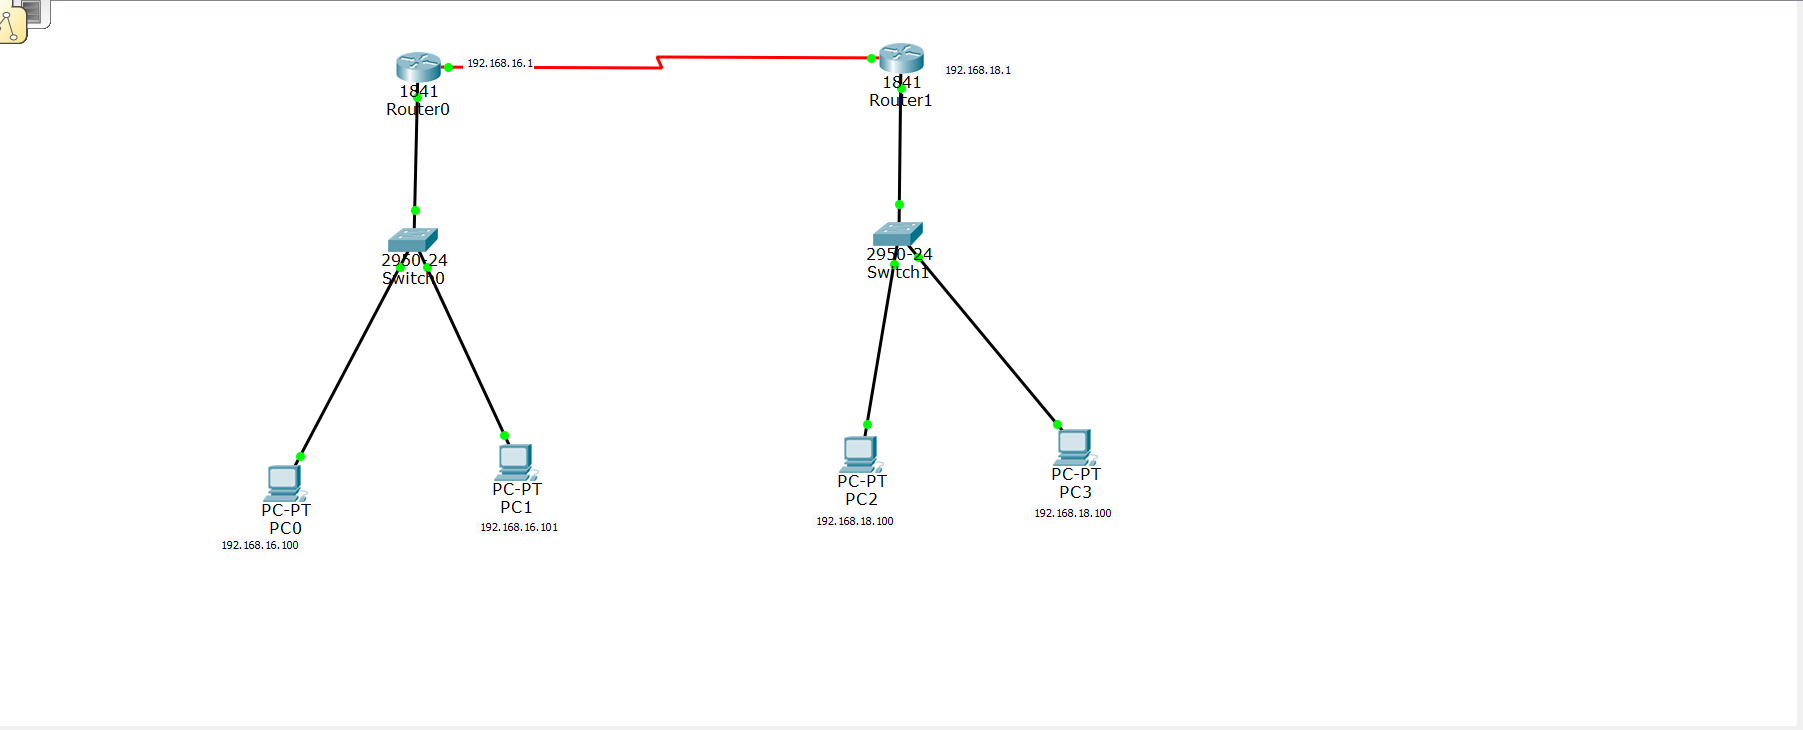 192.168.16.1
1841
Router0
1841
Router1
192.168.18.1
2950-24
Switch0
2950-24
Switch1
PC-PT
PC0
192.168.16.100
PC-PT
PC1
192.168.16.101
PC-PT
PC2
192.168.18.100
PC-PT
PC3
192.168.18.100